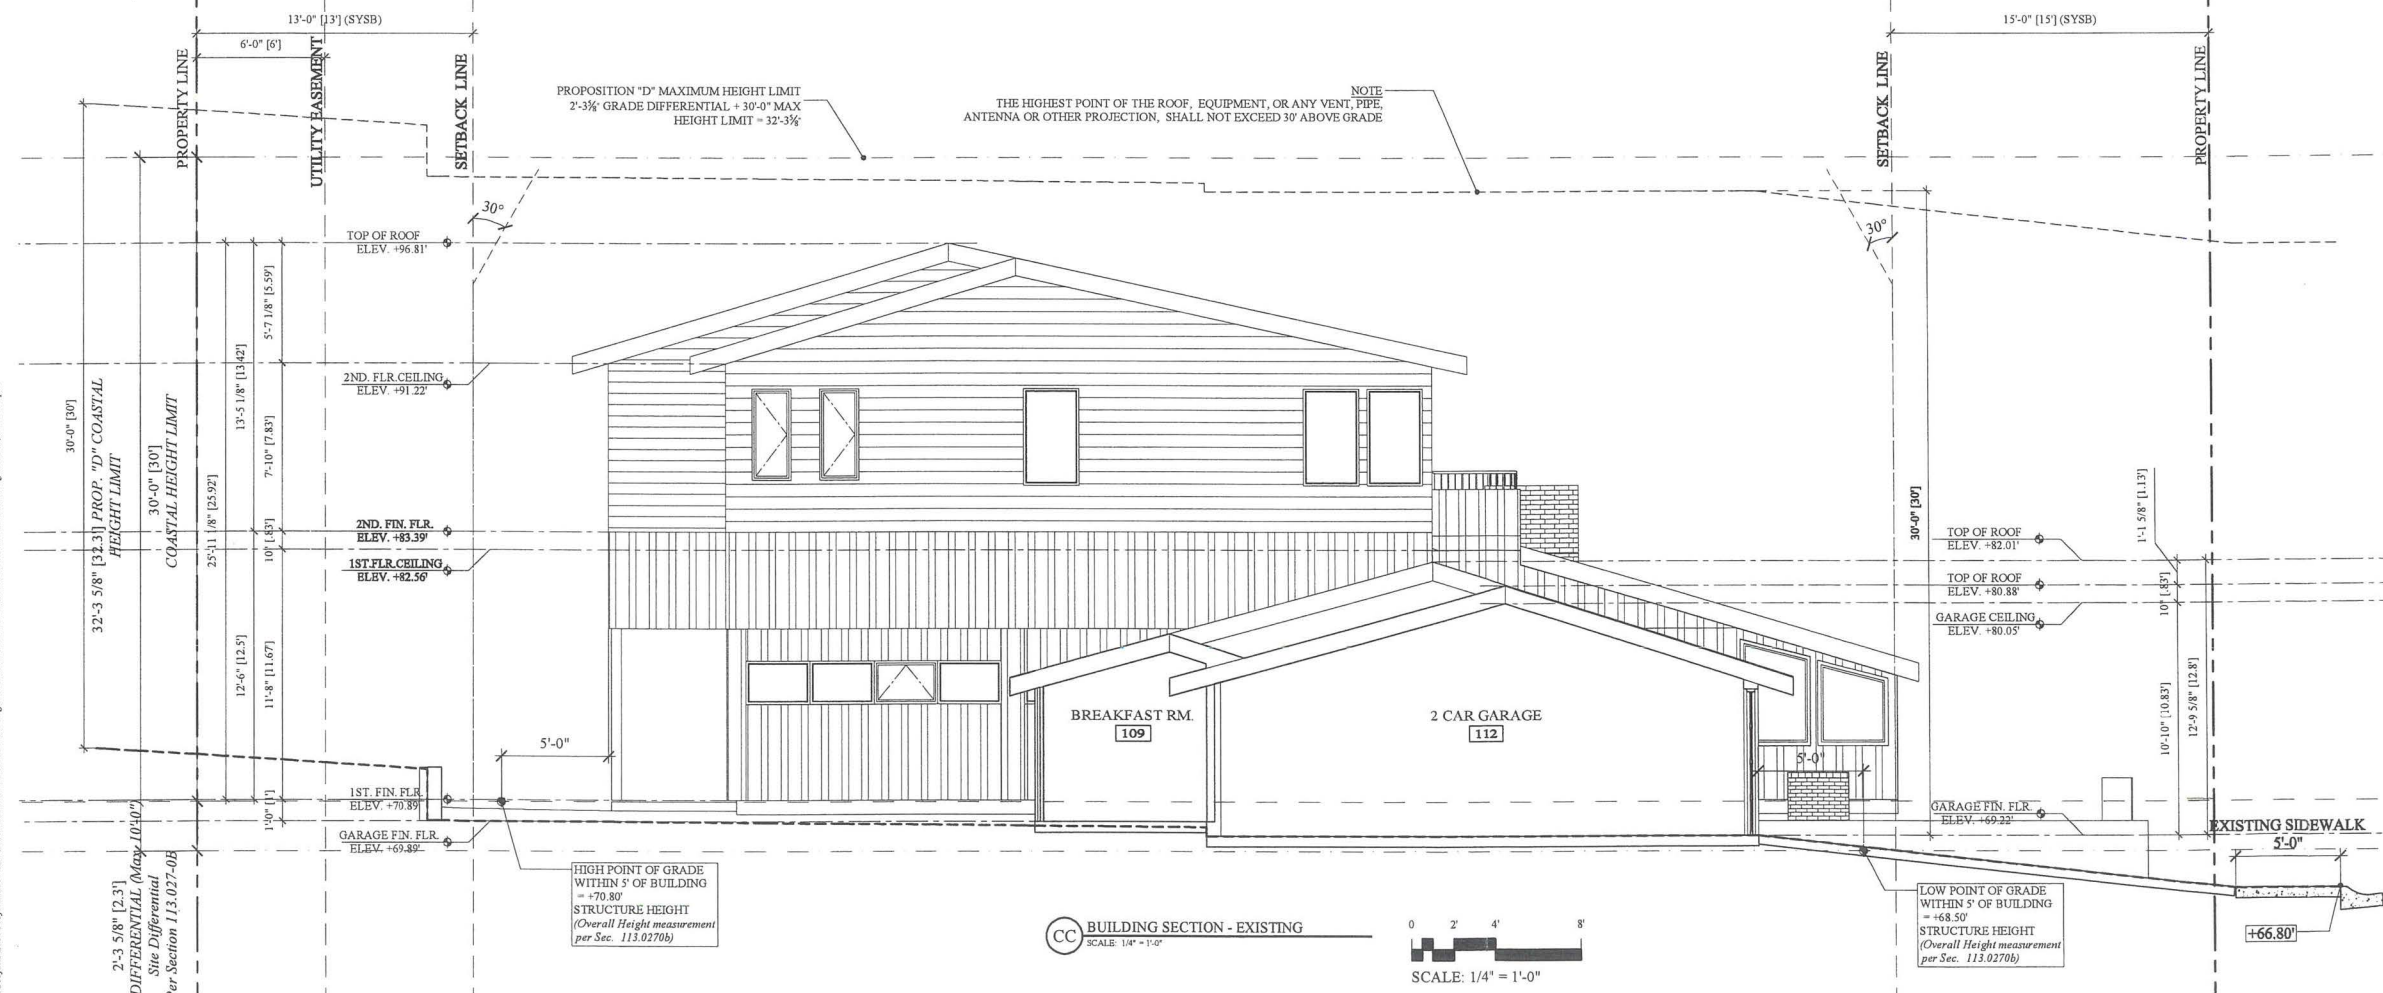 13'-0" [13'] (SYSB)
6'-0" [6']
15'-0" [15'] (SYSB)
PROPERTY LINE
UTILITY EASEMENT
SETBACK LINE
PROPOSITION "D" MAXIMUM HEIGHT LIMIT
2'-3⅝" GRADE DIFFERENTIAL + 30'-0" MAX
HEIGHT LIMIT = 32'-3⅝"
NOTE
THE HIGHEST POINT OF THE ROOF, EQUIPMENT, OR ANY VENT, PIPE,
ANTENNA OR OTHER PROJECTION, SHALL NOT EXCEED 30' ABOVE GRADE
SETBACK LINE
PROPERTY LINE
30°
30°
TOP OF ROOF
ELEV. +96.81'
2ND. FLR.CEILING
ELEV. +91.22'
2ND. FIN. FLR.
ELEV. +83.39'
1ST.FLR.CEILING
ELEV. +82.56'
1ST. FIN. FLR.
ELEV. +70.89'
GARAGE FIN. FLR.
ELEV. +69.89'
30'-0" [30']
32'-3 5/8" [32.3'] PROP. "D" COASTAL
HEIGHT LIMIT
30'-0" [30']
COASTAL HEIGHT LIMIT
25'-11 1/8" [25.92']
13'-5 1/8" [13.42']
12'-6" [12.5']
5'-7 1/8" [5.59']
7'-10" [7.83']
10" [.83']
11'-8" [11.67']
1'-0" [1']
2'-3 5/8" [2.3']
DIFFERENTIAL (Max. 10'-0")
Site Differential
Per Section 113.027-0B
5'-0"
BREAKFAST RM.
109
2 CAR GARAGE
112
5'-0"
30'-0" [30']
TOP OF ROOF
ELEV. +82.01'
TOP OF ROOF
ELEV. +80.88'
GARAGE CEILING
ELEV. +80.05'
GARAGE FIN. FLR.
ELEV. +69.22'
1'-1 5/8" [1.13']
10" [.83']
10'-10" [10.83']
12'-9 5/8" [12.8']
EXISTING SIDEWALK
5'-0"
+66.80'
HIGH POINT OF GRADE
WITHIN 5' OF BUILDING
= +70.80'
STRUCTURE HEIGHT
(Overall Height measurement
per Sec. 113.0270b)
LOW POINT OF GRADE
WITHIN 5' OF BUILDING
= +68.50'
STRUCTURE HEIGHT
(Overall Height measurement
per Sec. 113.0270b)
CC
BUILDING SECTION - EXISTING
SCALE: 1/4" = 1'-0"
0 2' 4' 8'
SCALE: 1/4" = 1'-0"